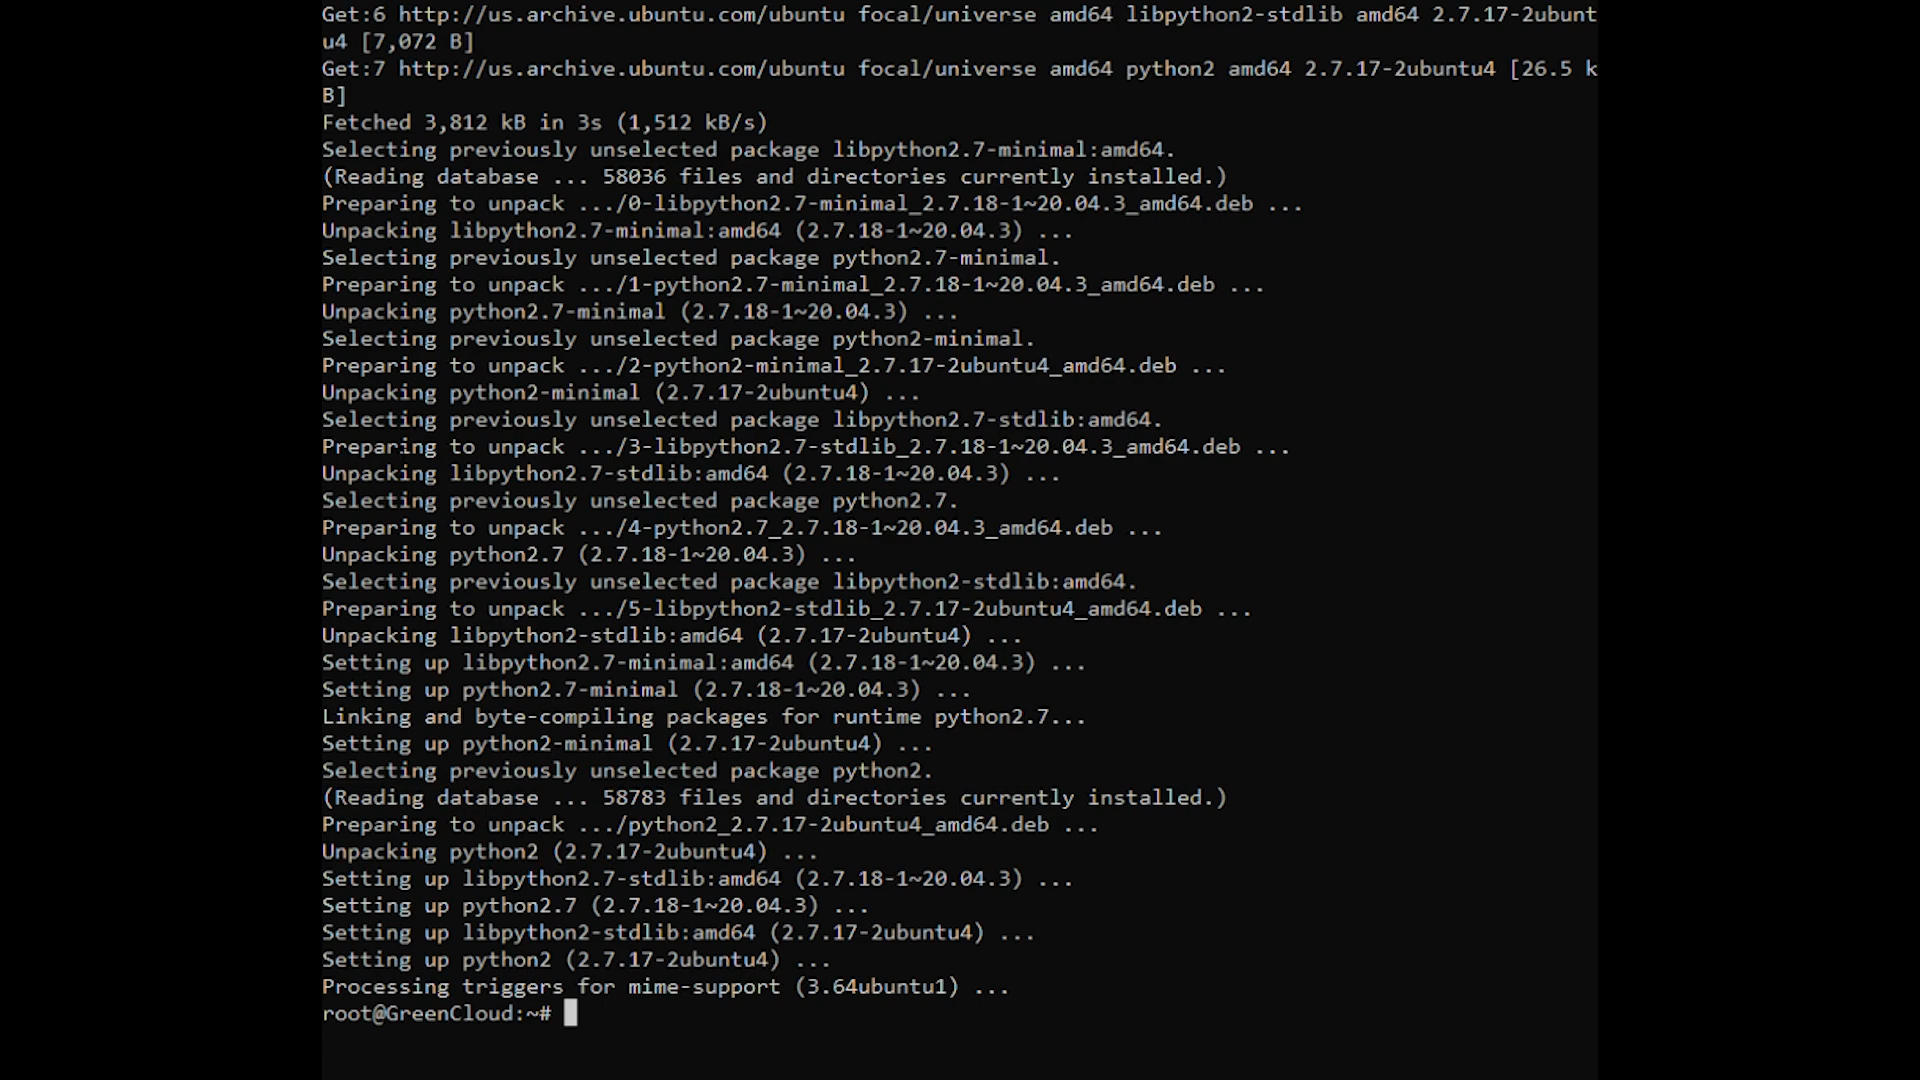 Get:6 http://us.archive.ubuntu.com/ubuntu focal/universe amd64 libpython2-stdlib amd64 2.7.17-2ubunt
u4 [7,072 B]
Get:7 http://us.archive.ubuntu.com/ubuntu focal/universe amd64 python2 amd64 2.7.17-2ubuntu4 [26.5 k
B]
Fetched 3,812 kB in 3s (1,512 kB/s)
Selecting previously unselected package libpython2.7-minimal:amd64.
(Reading database ... 58036 files and directories currently installed.)
Preparing to unpack .../0-libpython2.7-minimal_2.7.18-1~20.04.3_amd64.deb ...
Unpacking libpython2.7-minimal:amd64 (2.7.18-1~20.04.3) ...
Selecting previously unselected package python2.7-minimal.
Preparing to unpack .../1-python2.7-minimal_2.7.18-1~20.04.3_amd64.deb ...
Unpacking python2.7-minimal (2.7.18-1~20.04.3) ...
Selecting previously unselected package python2-minimal.
Preparing to unpack .../2-python2-minimal_2.7.17-2ubuntu4_amd64.deb ...
Unpacking python2-minimal (2.7.17-2ubuntu4) ...
Selecting previously unselected package libpython2.7-stdlib:amd64.
Preparing to unpack .../3-libpython2.7-stdlib_2.7.18-1~20.04.3_amd64.deb ...
Unpacking libpython2.7-stdlib:amd64 (2.7.18-1~20.04.3) ...
Selecting previously unselected package python2.7.
Preparing to unpack .../4-python2.7_2.7.18-1~20.04.3_amd64.deb ...
Unpacking python2.7 (2.7.18-1~20.04.3) ...
Selecting previously unselected package libpython2-stdlib:amd64.
Preparing to unpack .../5-libpython2-stdlib_2.7.17-2ubuntu4_amd64.deb ...
Unpacking libpython2-stdlib:amd64 (2.7.17-2ubuntu4) ...
Setting up libpython2.7-minimal:amd64 (2.7.18-1~20.04.3) ...
Setting up python2.7-minimal (2.7.18-1~20.04.3) ...
Linking and byte-compiling packages for runtime python2.7...
Setting up python2-minimal (2.7.17-2ubuntu4) ...
Selecting previously unselected package python2.
(Reading database ... 58783 files and directories currently installed.)
Preparing to unpack .../python2_2.7.17-2ubuntu4_amd64.deb ...
Unpacking python2 (2.7.17-2ubuntu4) ...
Setting up libpython2.7-stdlib:amd64 (2.7.18-1~20.04.3) ...
Setting up python2.7 (2.7.18-1~20.04.3) ...
Setting up libpython2-stdlib:amd64 (2.7.17-2ubuntu4) ...
Setting up python2 (2.7.17-2ubuntu4) ...
Processing triggers for mime-support (3.64ubuntu1) ...
root@GreenCloud:~#